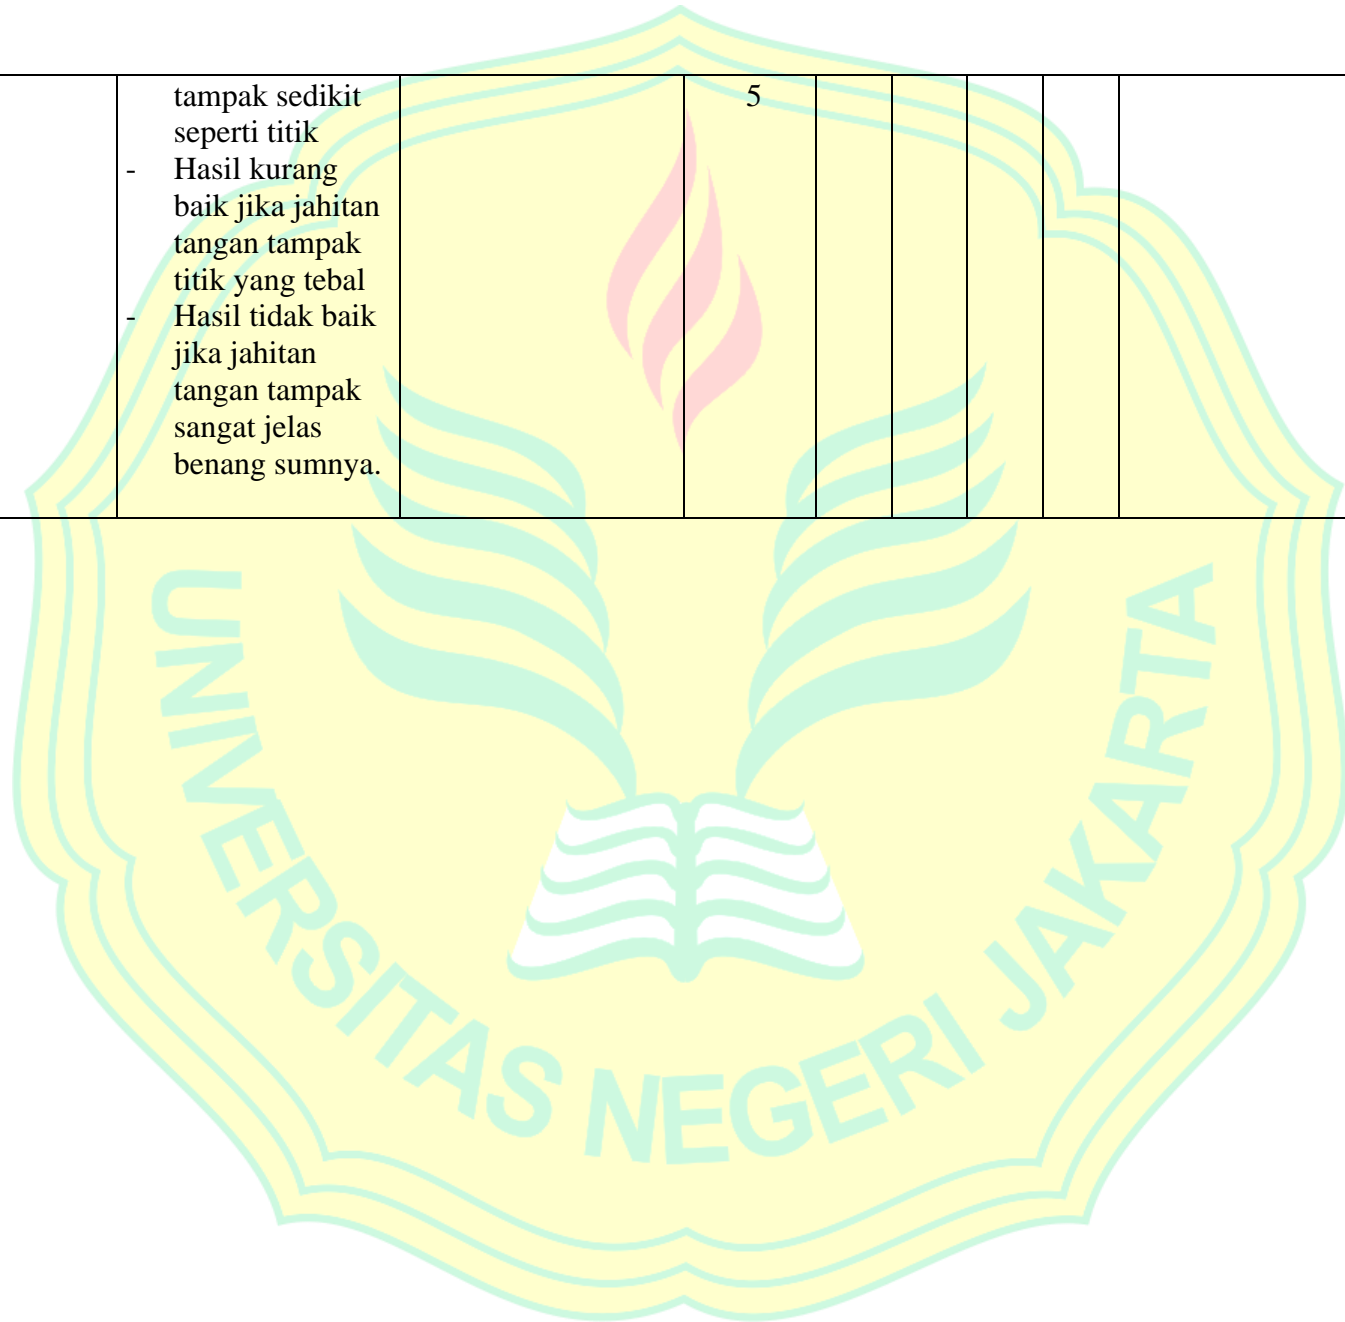 tampak sedikit
seperti titik
- Hasil kurang
baik jika jahitan
tangan tampak
titik yang tebal
- Hasil tidak baik
jika jahitan
tangan tampak
sangat jelas
benang sumnya.
5
UNIVERSITAS NEGERI JAKARTA